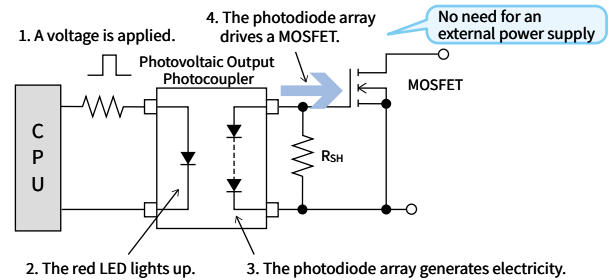 4. The photodiode array
drives a MOSFET.
No need for an
external power supply
1. A voltage is applied.
Photovoltaic Output
Photocoupler
MOSFET
C
P
U
RSH
2. The red LED lights up.
3. The photodiode array generates electricity.